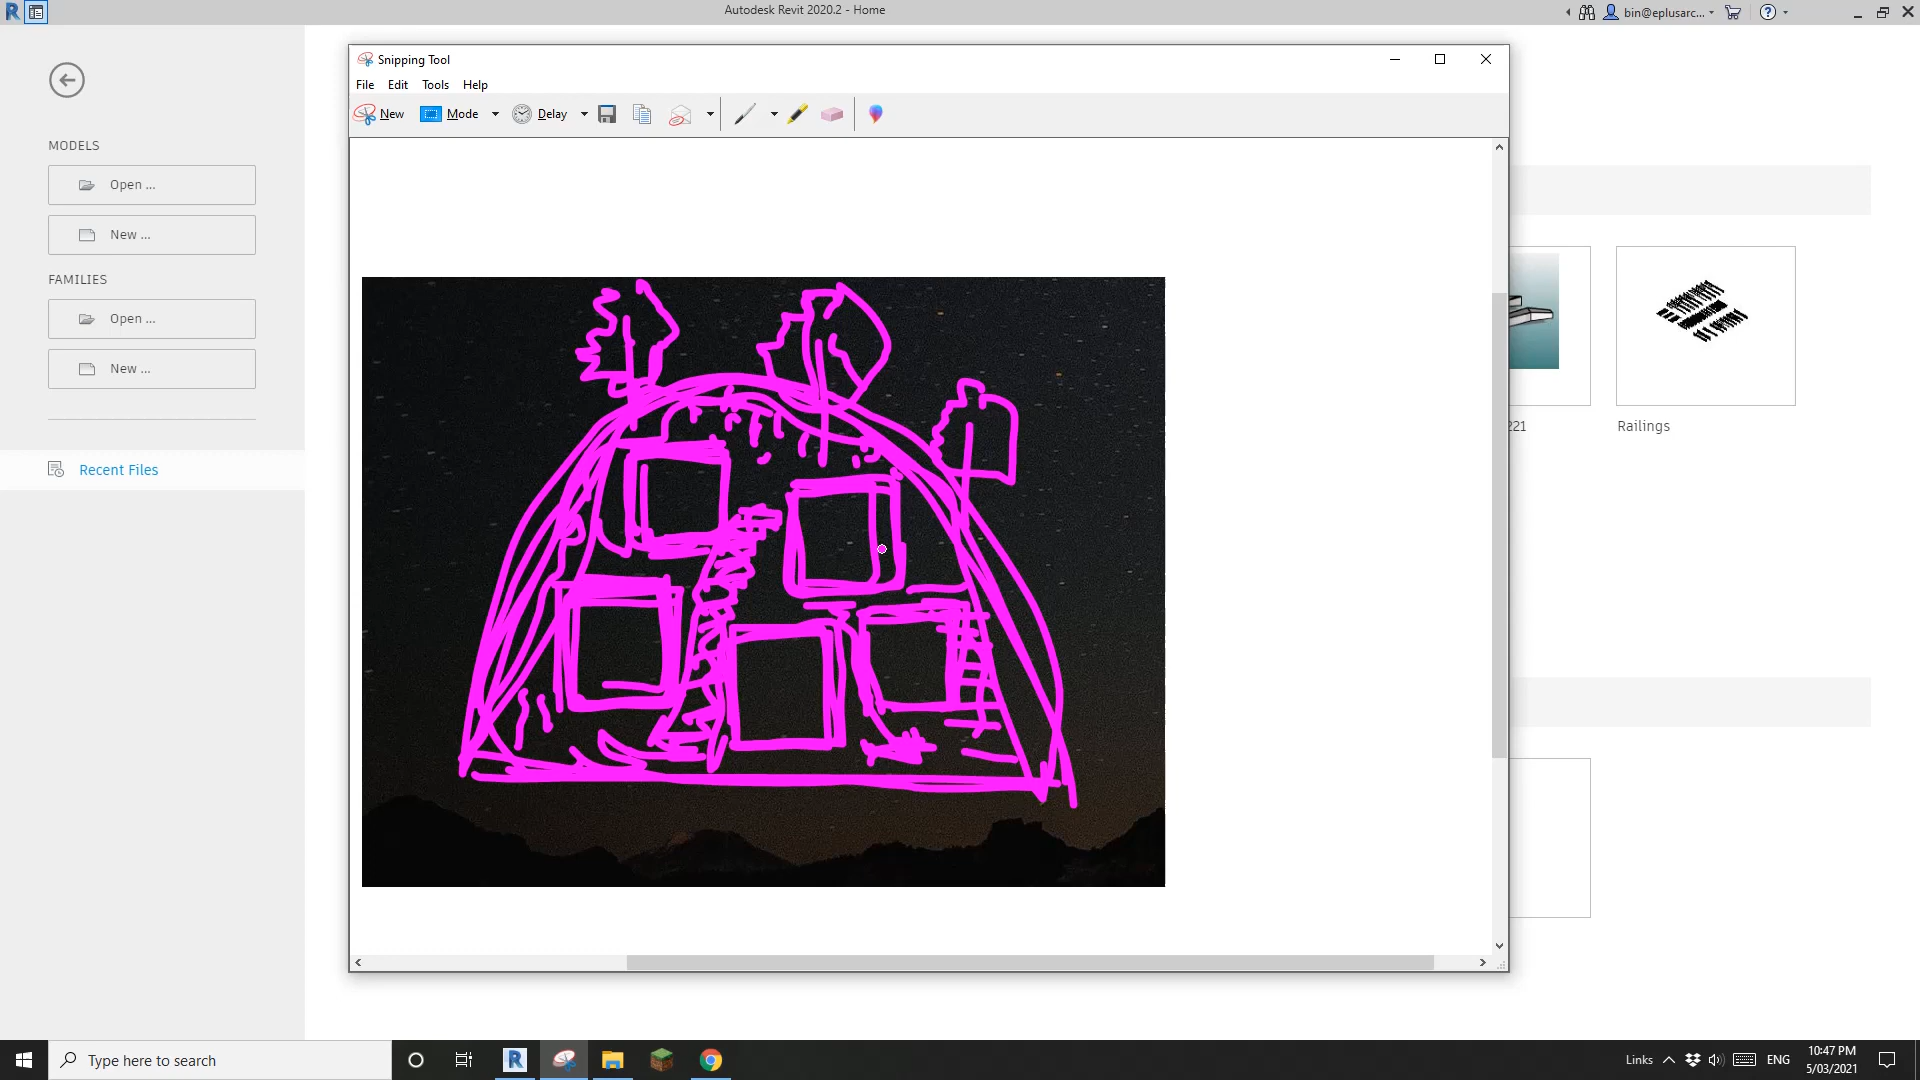 Autodesk Revit 2020.2 - Home
bin@eplusarc...
Snipping Tool
File Edit Tools Help
New Mode Delay
MODELS
Open ...
New ...
FAMILIES
Open ...
New ...
Recent Files
221
Railings
Type here to search
Links ENG 10:47 PM
5/03/2021